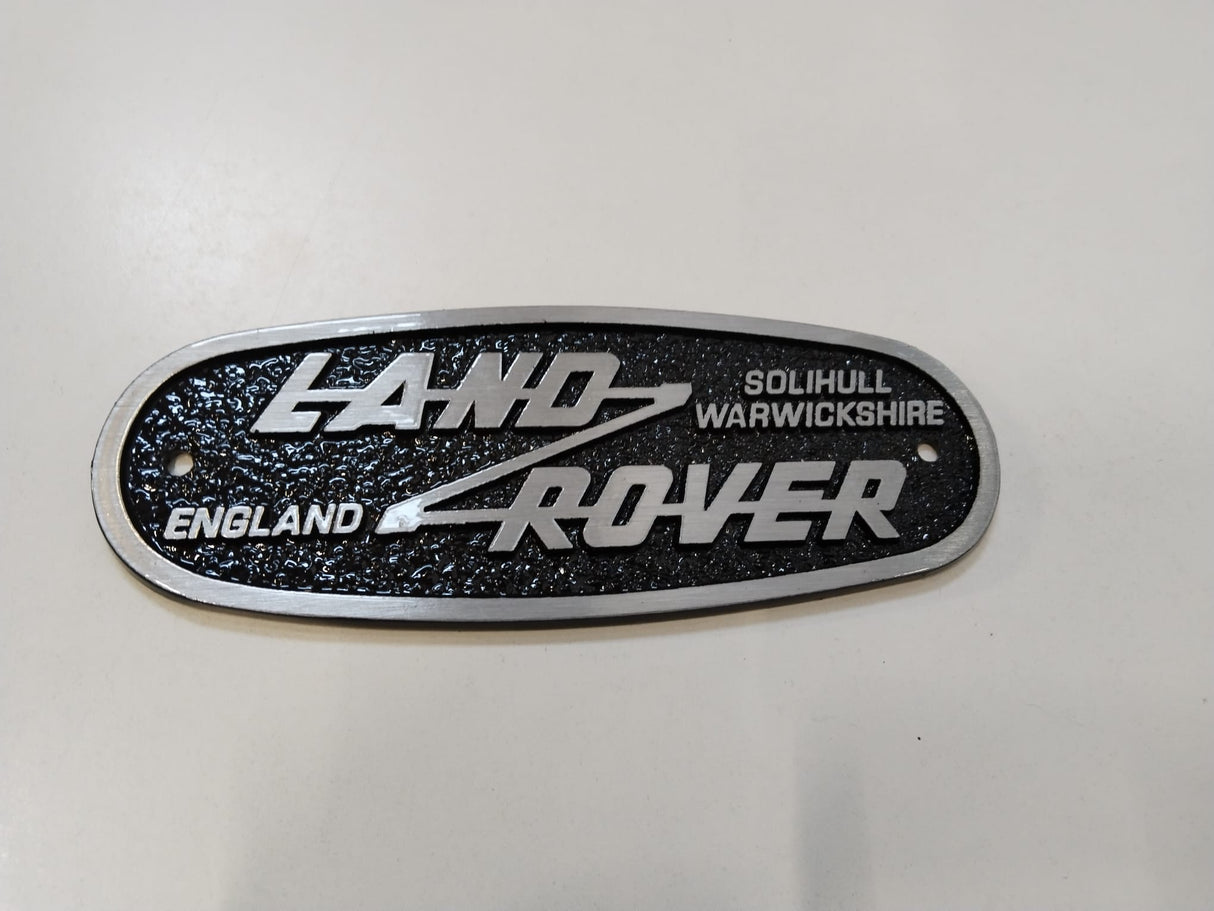 LAND
SOLIHULL
WARWICKSHIRE
ROVER
ENGLAND